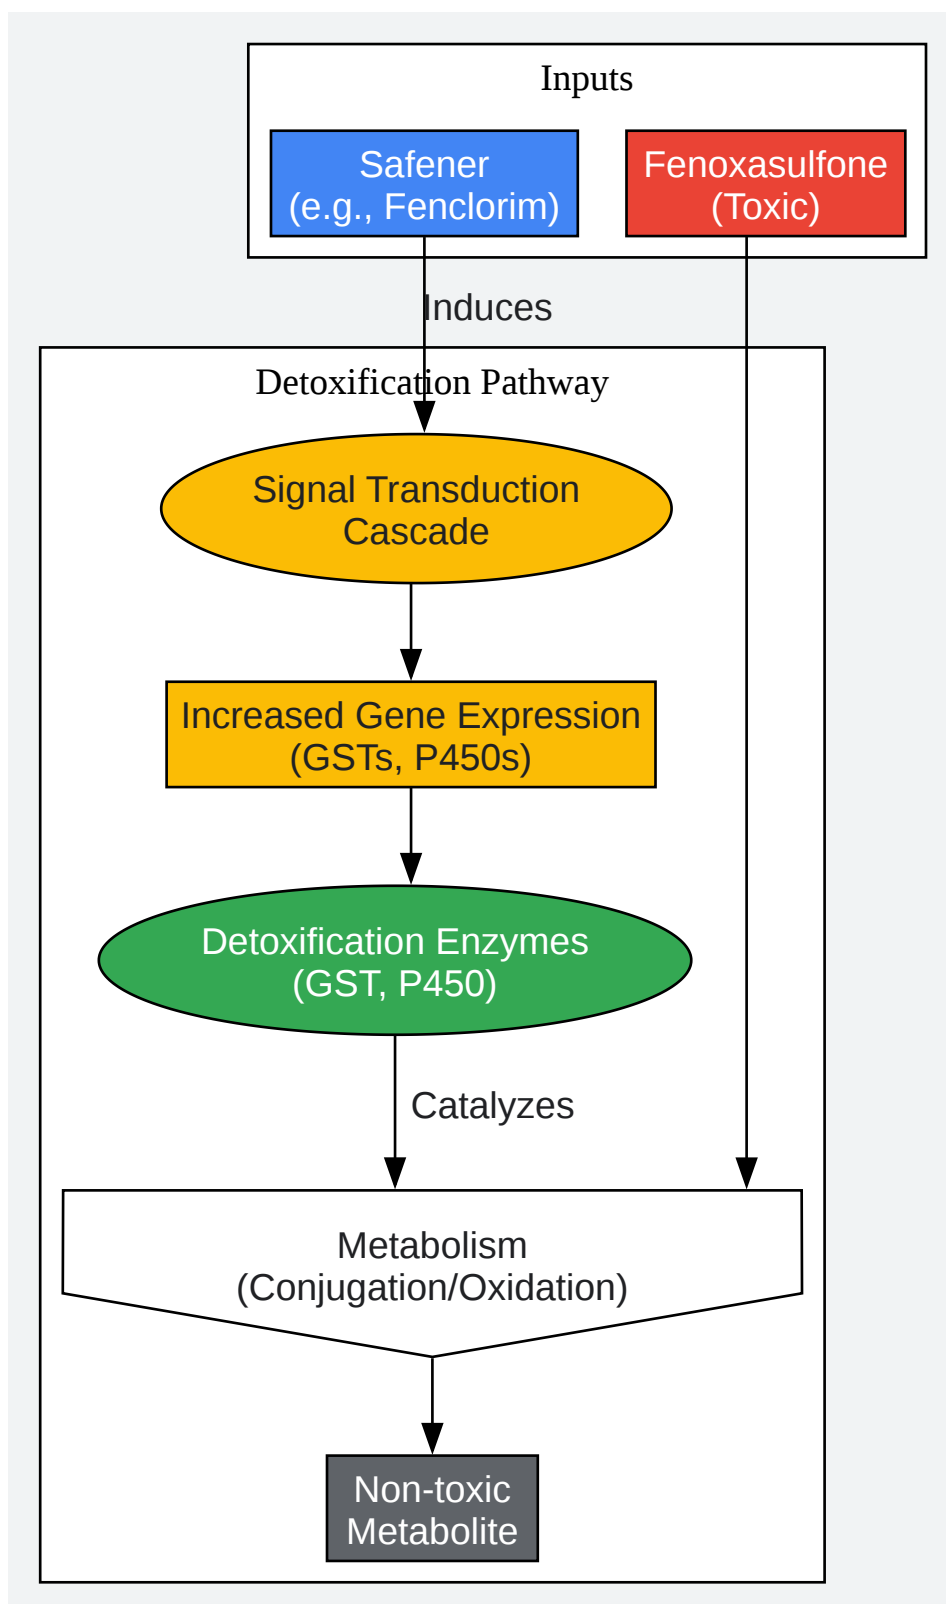 Inputs
Safener
(e.g., Fenclorim)
Fenoxasulfone
(Toxic)
Induces
Detoxification Pathway
Signal Transduction
Cascade
Increased Gene Expression
(GSTs, P450s)
Detoxification Enzymes
(GST, P450)
Catalyzes
Metabolism
(Conjugation/Oxidation)
Non-toxic
Metabolite